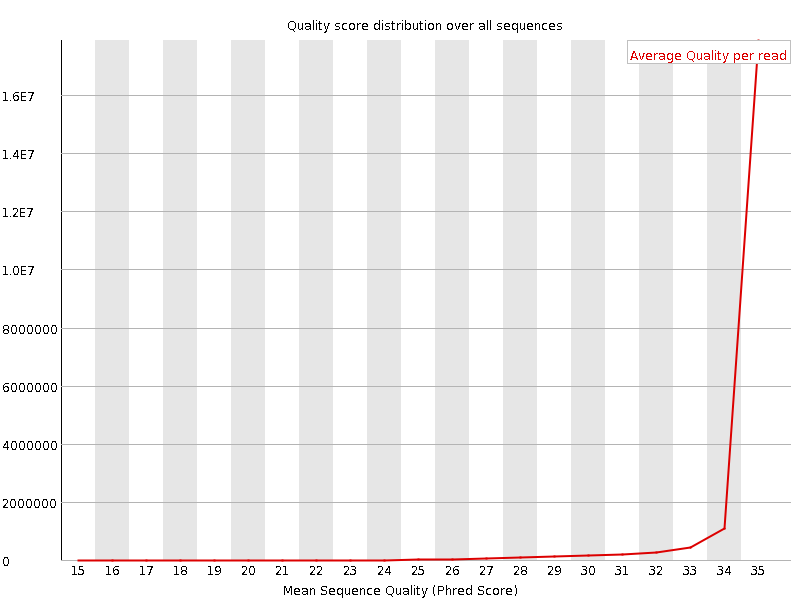 Quality score distribution over all sequences
Average Quality per read
1.6E7
1.4E7
1.2E7
1.0E7
8000000
6000000
4000000
2000000
0
15 16 17 18 19 20 21 22 23 24 25 26 27 28 29 30 31 32 33 34 35
Mean Sequence Quality (Phred Score)